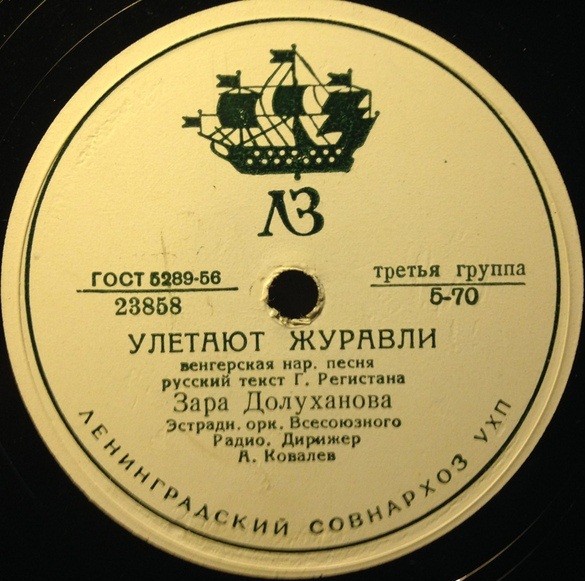 ЛЗ
ГОСТ 5289-56
23858
третья группа
5-70
УЛЕТАЮТ ЖУРАВЛИ
венгерская нар. песня
русский текст Г. Регистана
Зара Долуханова
Эстрадн. орк. Всесоюзного
Радио. Дирижер
А. Ковалев
ЛЕНИНГРАДСКИЙ СОВНАРХОЗ УХП